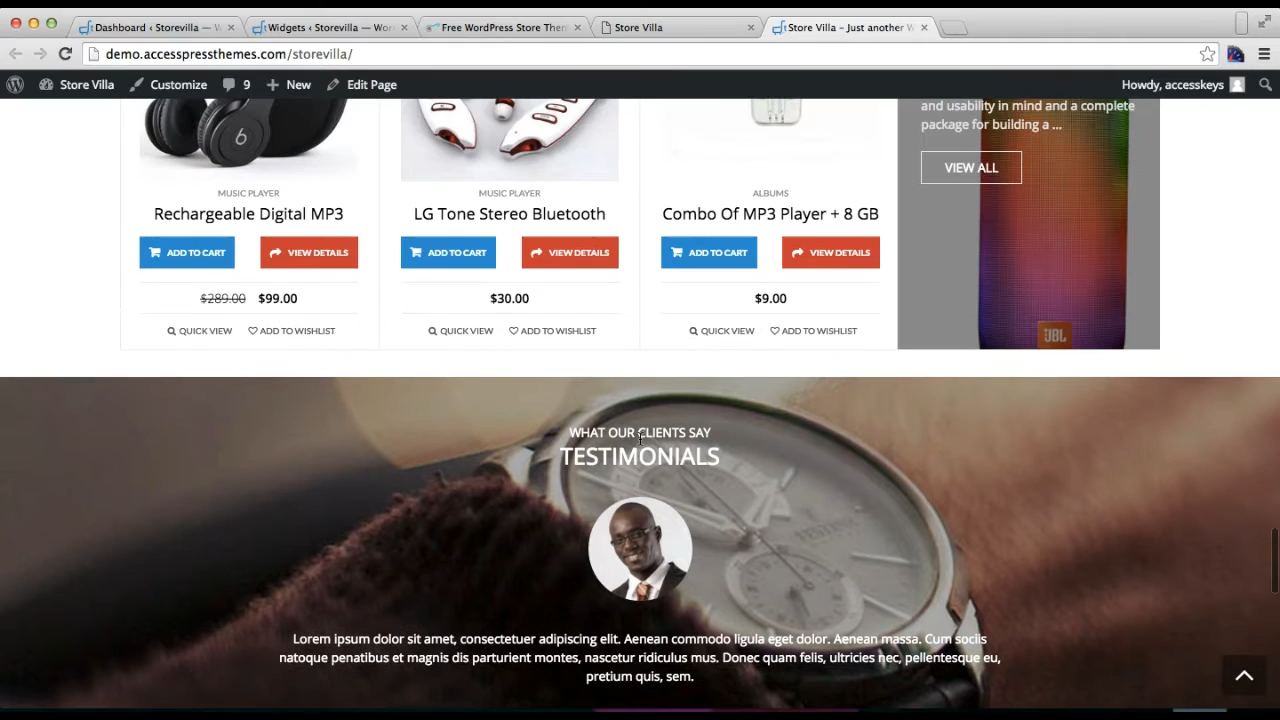 Dashboard ‹ Storevilla — W
Widgets ‹ Storevilla — Wor
Free WordPress Store Them
Store Villa
Store Villa – Just another W
demo.accesspressthemes.com/storevilla/
Store Villa
Customize
9
New
Edit Page
Howdy, accesskeys
and usability in mind and a complete
package for building a ...
VIEW ALL
MUSIC PLAYER
Rechargeable Digital MP3
ADD TO CART
VIEW DETAILS
$289.00 $99.00
QUICK VIEW
ADD TO WISHLIST
MUSIC PLAYER
LG Tone Stereo Bluetooth
ADD TO CART
VIEW DETAILS
$30.00
QUICK VIEW
ADD TO WISHLIST
ALBUMS
Combo Of MP3 Player + 8 GB
ADD TO CART
VIEW DETAILS
$9.00
QUICK VIEW
ADD TO WISHLIST
JBL
WHAT OUR CLIENTS SAY
TESTIMONIALS
FESTINA
Lorem ipsum dolor sit amet, consectetuer adipiscing elit. Aenean commodo ligula eget dolor. Aenean massa. Cum sociis
natoque penatibus et magnis dis parturient montes, nascetur ridiculus mus. Donec quam felis, ultricies nec, pellentesque eu,
pretium quis, sem.